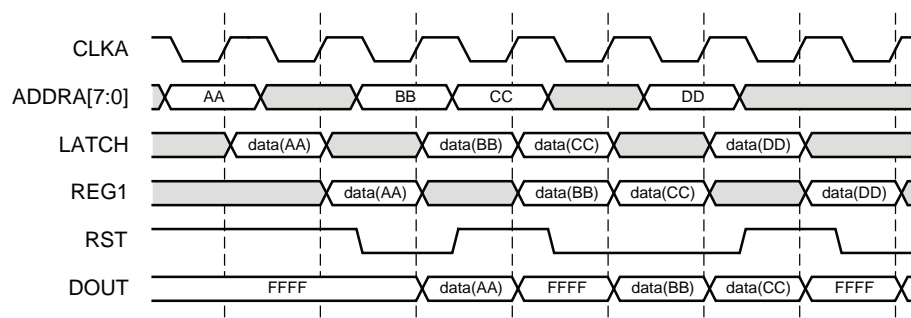 CLKA
ADDRA[7:0] AA BB CC DD
LATCH data(AA) data(BB) data(CC) data(DD)
REG1 data(AA) data(BB) data(CC) data(DD)
RST
DOUT FFFF data(AA) FFFF data(BB) data(CC) FFFF